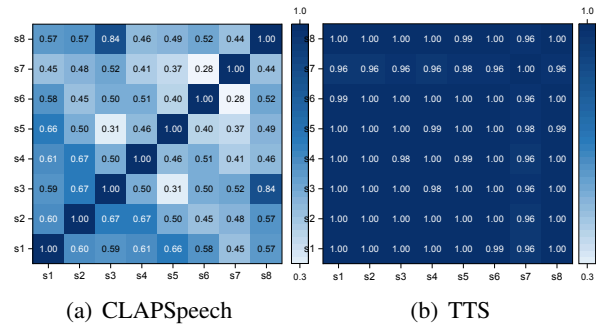 1.0 1.0
s8 0.57 0.57 0.84 0.46 0.49 0.52 0.44 1.00 s8 1.00 1.00 1.00 1.00 0.99 1.00 0.96 1.00
s7 0.45 0.48 0.52 0.41 0.37 0.28 1.00 0.44 s7 0.96 0.96 0.96 0.96 0.98 0.96 1.00 0.96
s6 0.58 0.45 0.50 0.51 0.40 1.00 0.28 0.52 s6 0.99 1.00 1.00 1.00 1.00 1.00 0.96 1.00
s5 0.66 0.50 0.31 0.46 1.00 0.40 0.37 0.49 s5 1.00 1.00 1.00 0.99 1.00 1.00 0.98 0.99
s4 0.61 0.67 0.50 1.00 0.46 0.51 0.41 0.46 s4 1.00 1.00 0.98 1.00 0.99 1.00 0.96 1.00
s3 0.59 0.67 1.00 0.50 0.31 0.50 0.52 0.84 s3 1.00 1.00 1.00 0.98 1.00 1.00 0.96 1.00
s2 0.60 1.00 0.67 0.67 0.50 0.45 0.48 0.57 s2 1.00 1.00 1.00 1.00 1.00 1.00 0.96 1.00
s1 1.00 0.60 0.59 0.61 0.66 0.58 0.45 0.57 s1 1.00 1.00 1.00 1.00 1.00 0.99 0.96 1.00
s1 s2 s3 s4 s5 s6 s7 s8 0.3 s1 s2 s3 s4 s5 s6 s7 s8 0.3
(a) CLAPSpeech (b) TTS